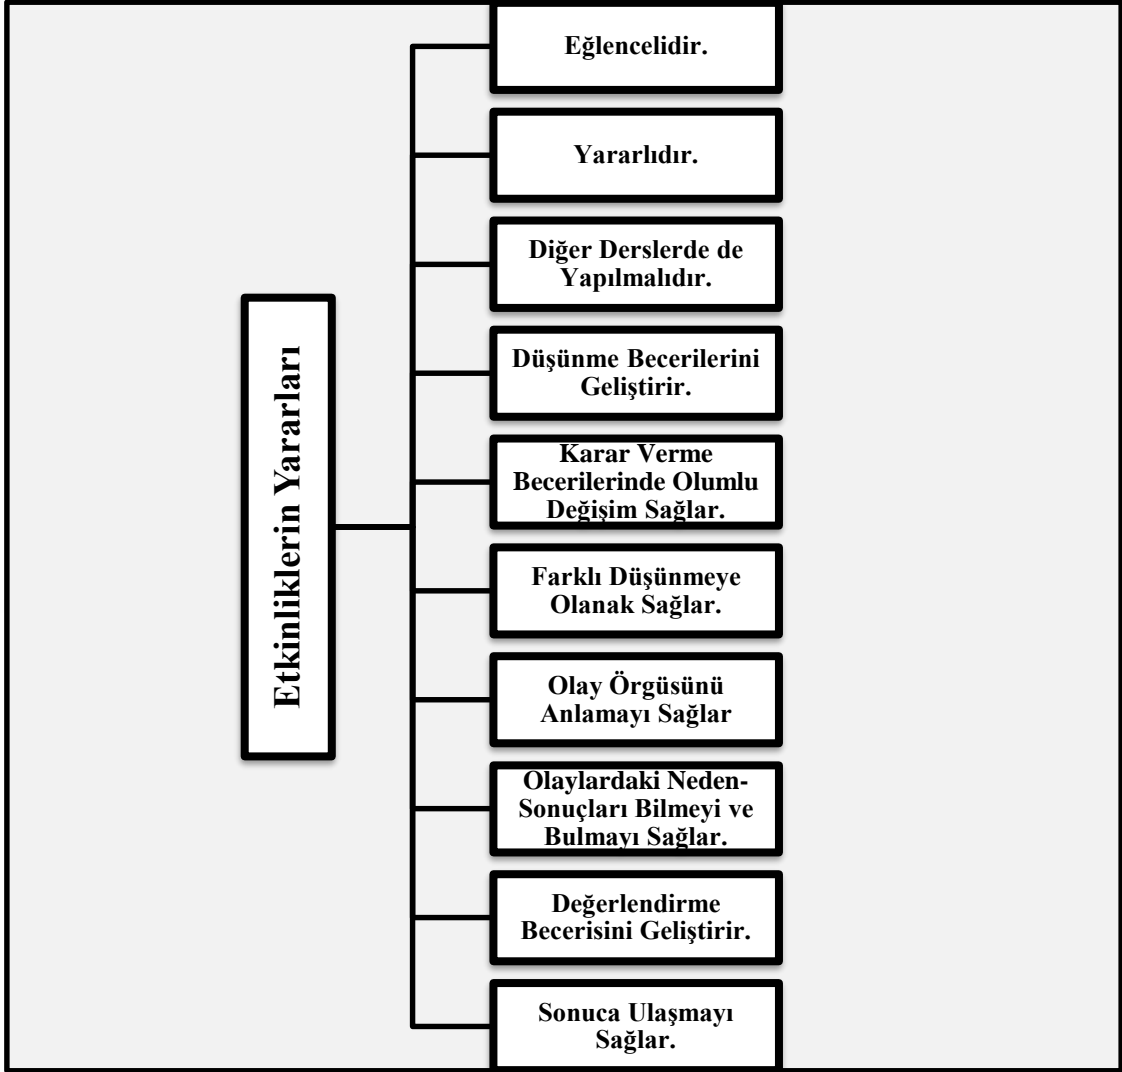 Etkinliklerin Yararları
Eğlencelidir.
Yararlıdır.
Diğer Derslerde de
Yapılmalıdır.
Düşünme Becerilerini
Geliştirir.
Karar Verme
Becerilerinde Olumlu
Değişim Sağlar.
Farklı Düşünmeye
Olanak Sağlar.
Olay Örgüsünü
Anlamayı Sağlar
Olaylardaki Neden-
Sonuçları Bilmeyi ve
Bulmayı Sağlar.
Değerlendirme
Becerisini Geliştirir.
Sonuca Ulaşmayı
Sağlar.